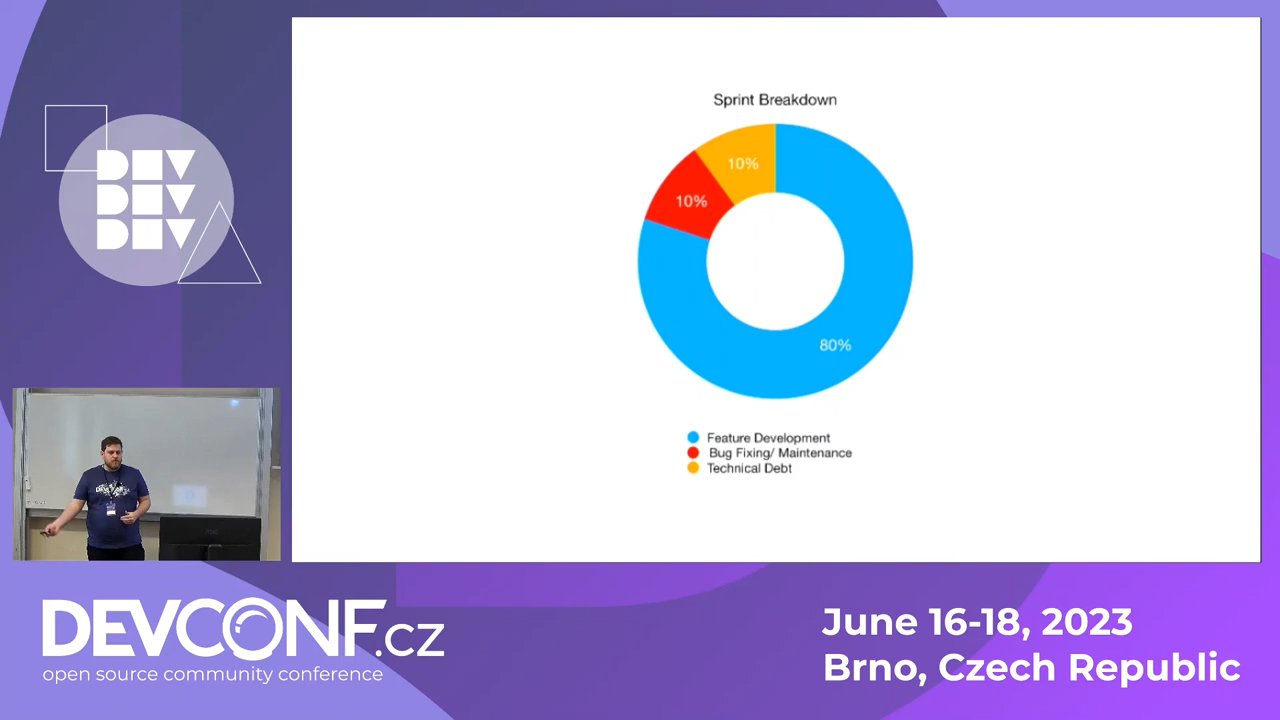 DEV
DEV
DEV
Sprint Breakdown
10%
10%
80%
Feature Development
Bug Fixing/ Maintenance
Technical Debt
DEVCONF.cz
open source community conference
June 16-18, 2023
Brno, Czech Republic